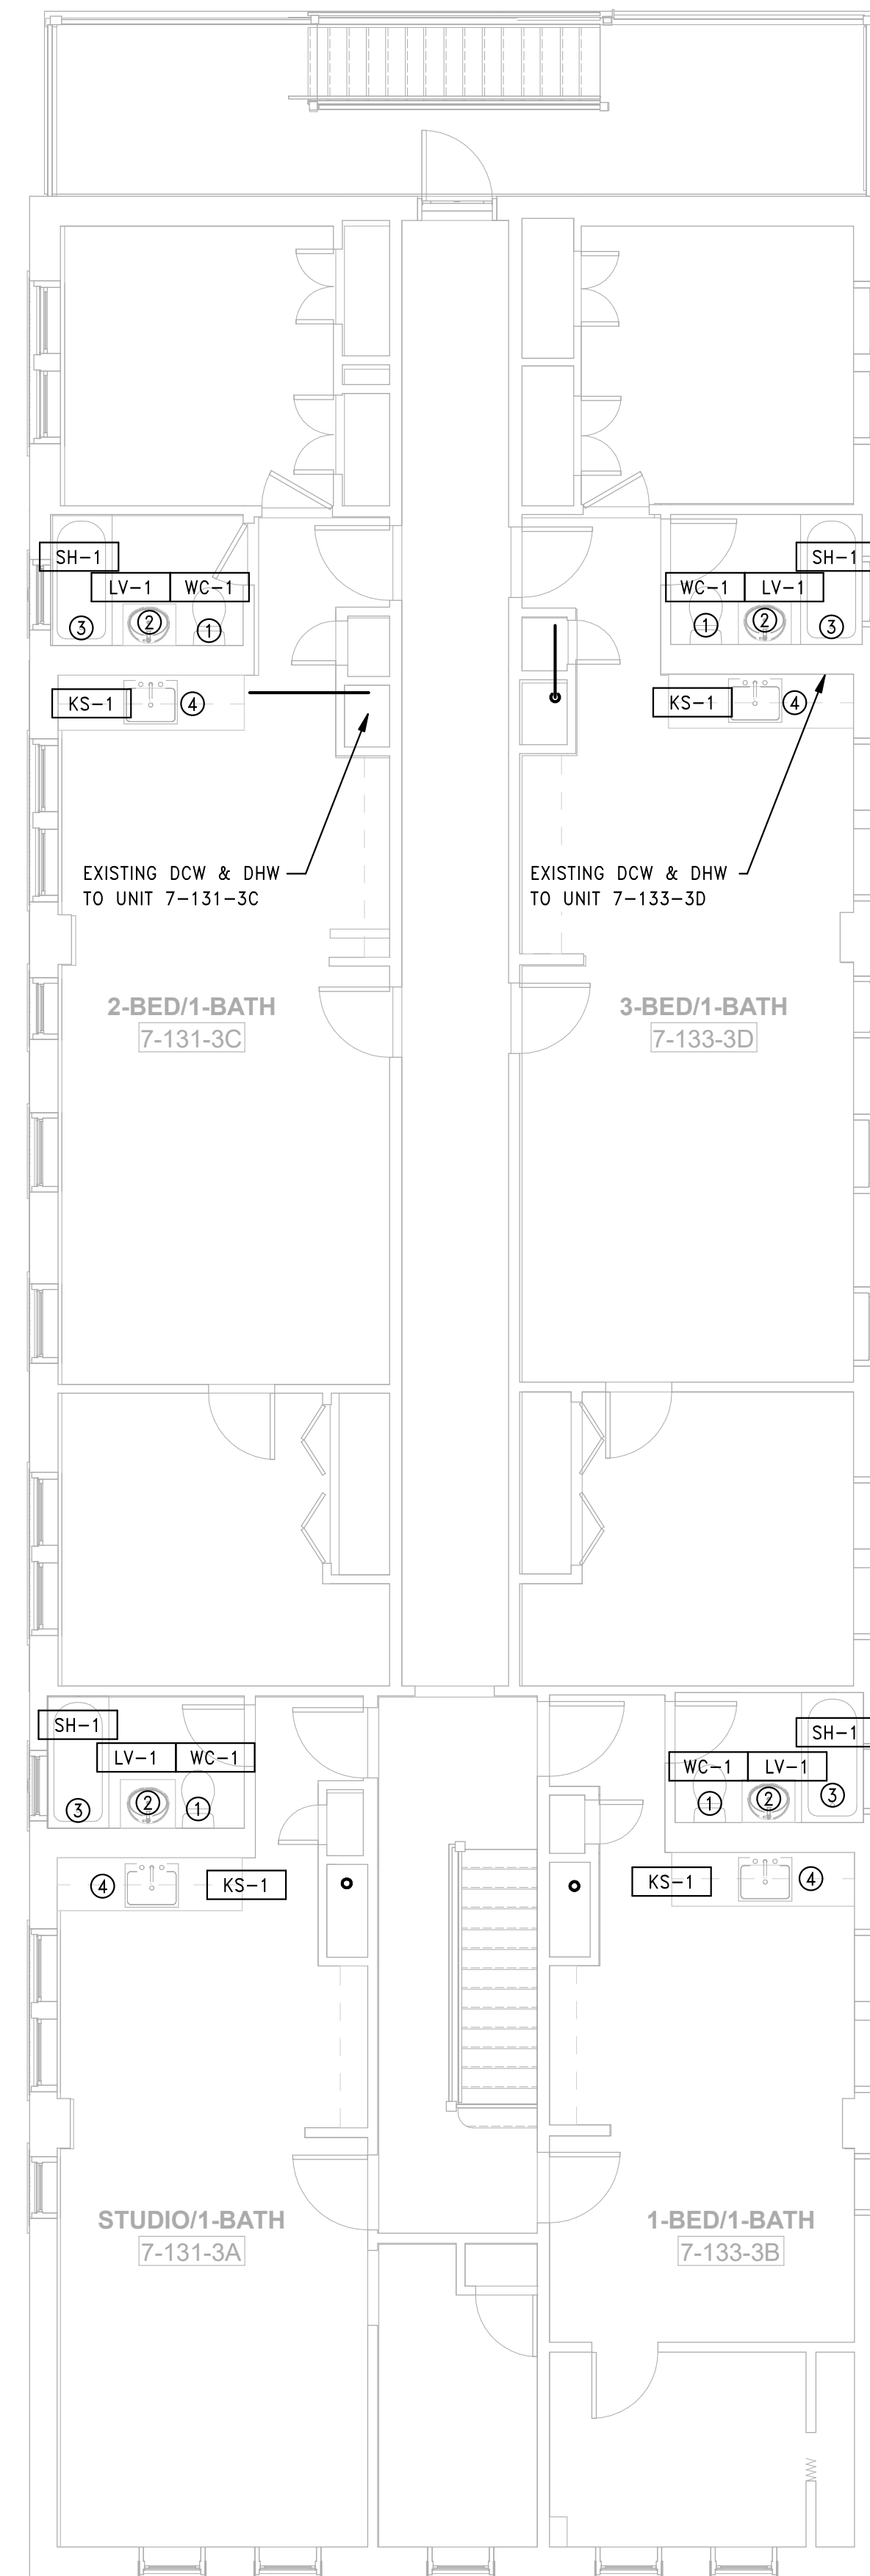 SH-1
SH-1
LV-1 WC-1
WC-1 LV-1
3 2 1
1 2 3
KS-1 4
KS-1 4
EXISTING DCW & DHW
TO UNIT 7-131-3C
EXISTING DCW & DHW
TO UNIT 7-133-3D
2-BED/1-BATH
7-131-3C
3-BED/1-BATH
7-133-3D
SH-1
SH-1
LV-1 WC-1
WC-1 LV-1
3 2 1
1 2 3
4 KS-1
KS-1 4
STUDIO/1-BATH
7-131-3A
1-BED/1-BATH
7-133-3B